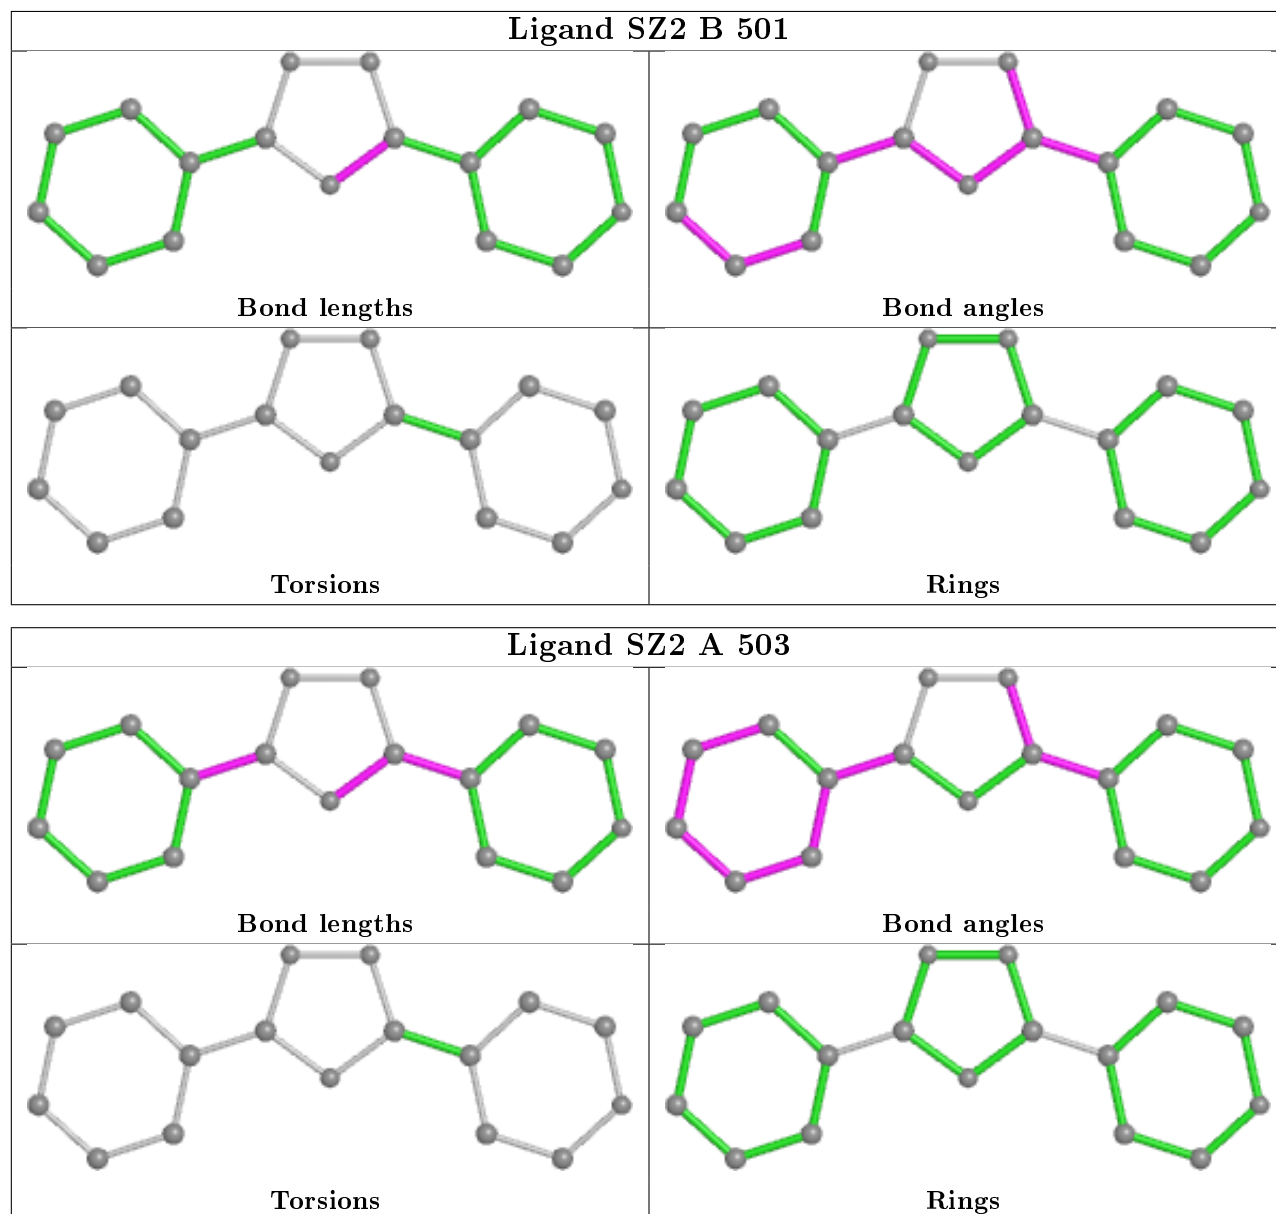 Ligand SZ2 B 501
Bond lengths
Bond angles
Torsions
Rings
Ligand SZ2 A 503
Bond lengths
Bond angles
Torsions
Rings